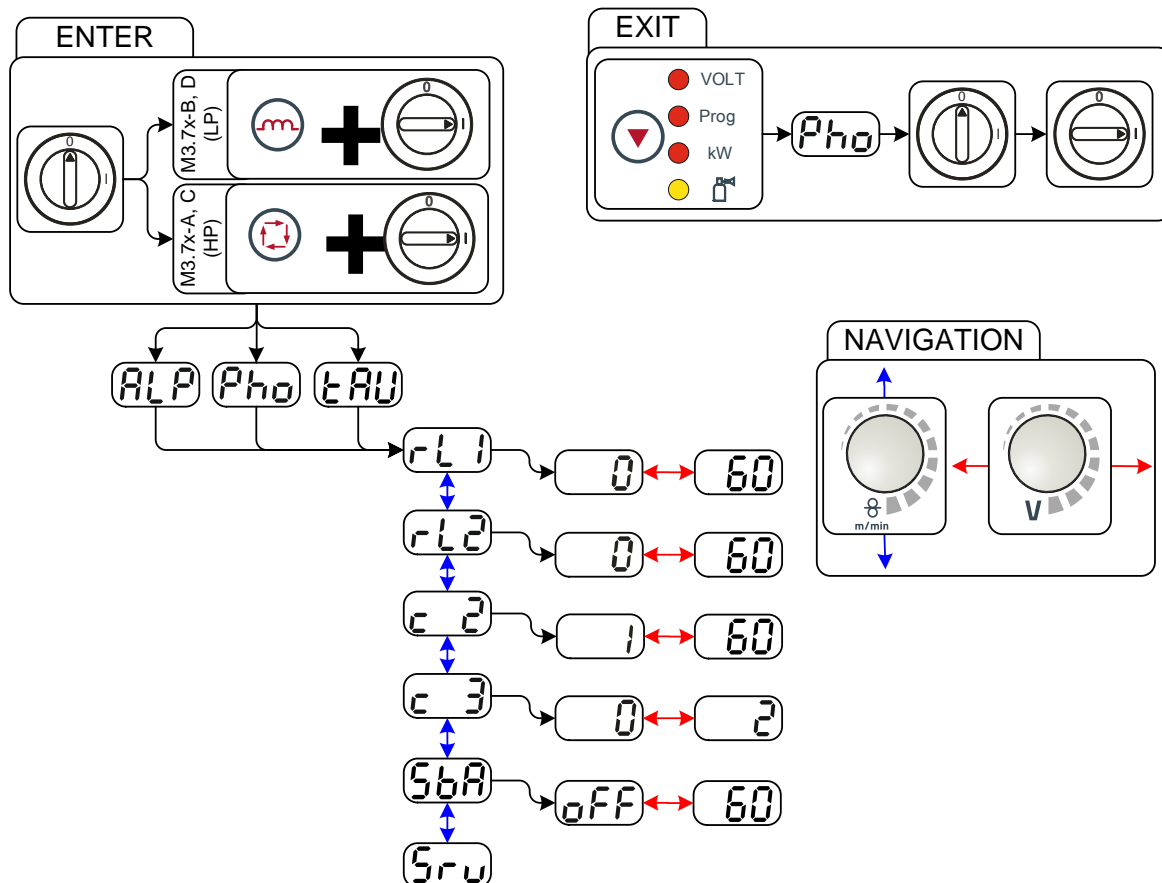 ENTER
0
I
M3.7x-B, D
(LP)
0
I
M3.7x-A, C
(HP)
0
I
EXIT
VOLT
Prog
kW
Pho
0
I
0
I
ALP
Pho
tAU
NAVIGATION
m/min
V
rL1
0
60
rL2
0
60
c 2
1
60
c 3
0
2
SbA
oFF
60
Srv